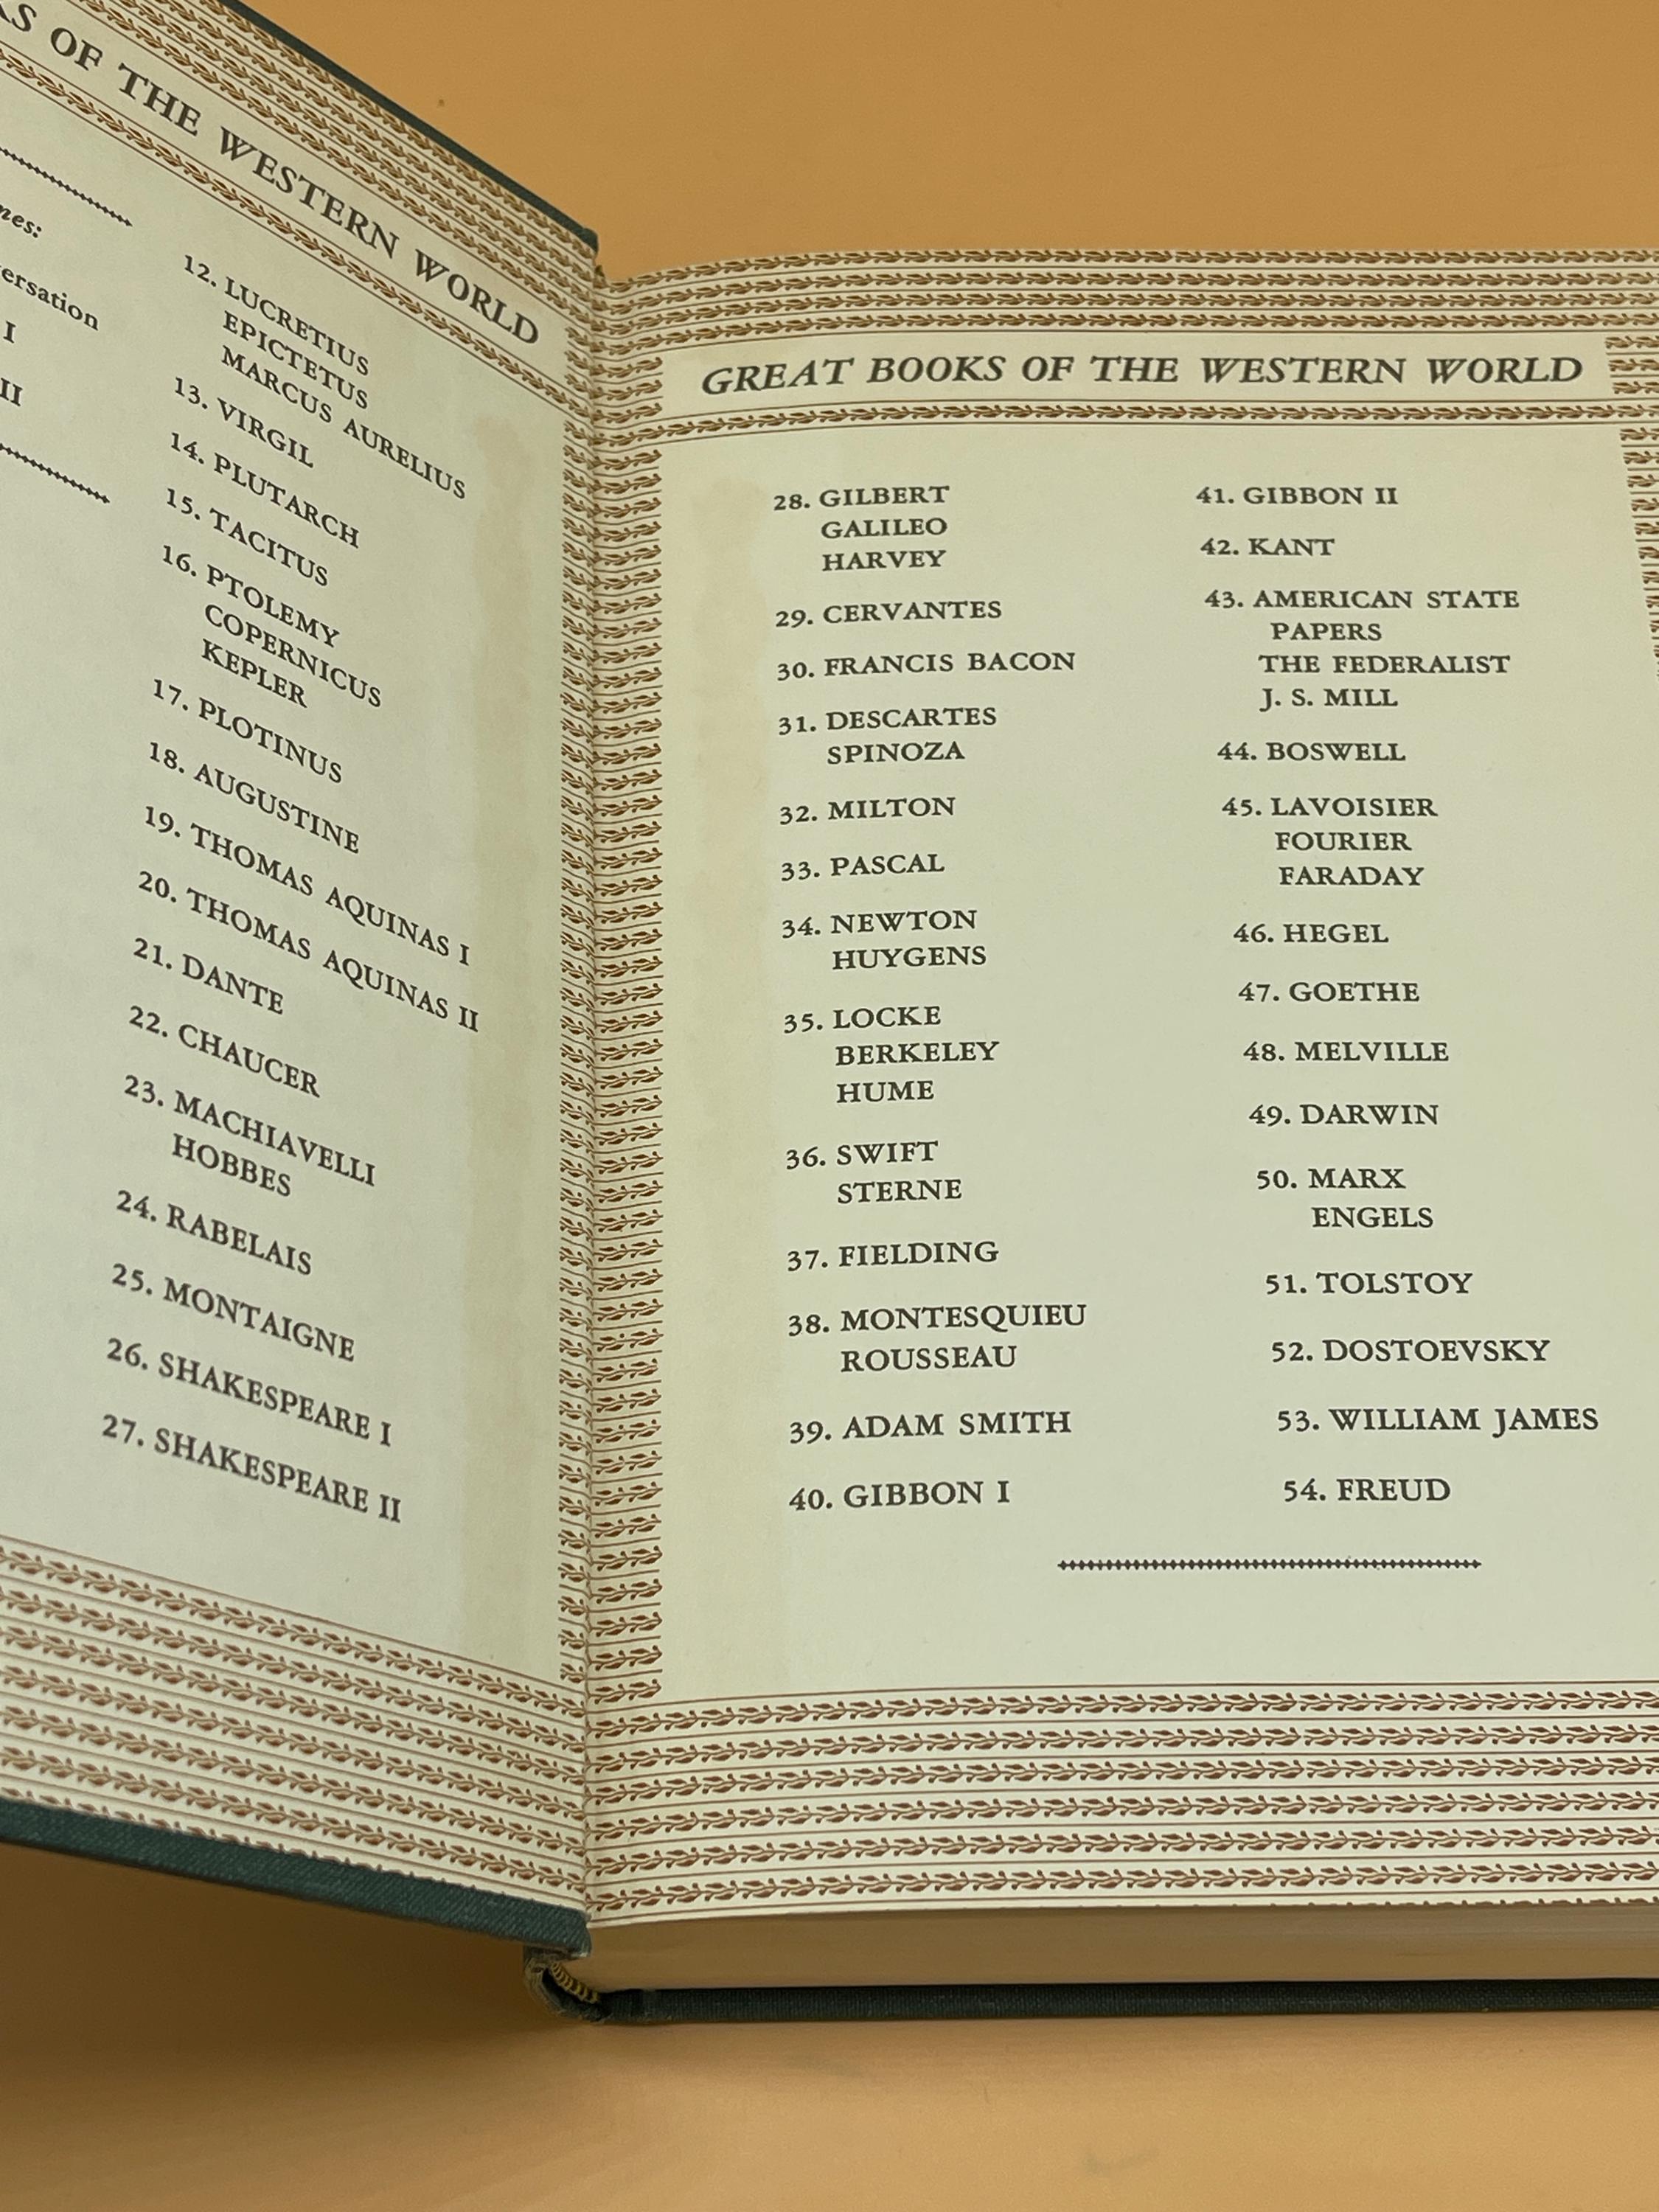 OF THE WESTERN WORLD
I
II
12. LUCRETIUS
EPICTETUS
MARCUS AURELIUS
13. VIRGIL
14. PLUTARCH
15. TACITUS
16. PTOLEMY
COPERNICUS
KEPLER
17. PLOTINUS
18. AUGUSTINE
19. THOMAS AQUINAS I
20. THOMAS AQUINAS II
21. DANTE
22. CHAUCER
23. MACHIAVELLI
HOBBES
24. RABELAIS
25. MONTAIGNE
26. SHAKESPEARE I
27. SHAKESPEARE II
GREAT BOOKS OF THE WESTERN WORLD
28. GILBERT
GALILEO
HARVEY
29. CERVANTES
30. FRANCIS BACON
31. DESCARTES
SPINOZA
32. MILTON
33. PASCAL
34. NEWTON
HUYGENS
35. LOCKE
BERKELEY
HUME
36. SWIFT
STERNE
37. FIELDING
38. MONTESQUIEU
ROUSSEAU
39. ADAM SMITH
40. GIBBON I
41. GIBBON II
42. KANT
43. AMERICAN STATE
PAPERS
THE FEDERALIST
J. S. MILL
44. BOSWELL
45. LAVOISIER
FOURIER
FARADAY
46. HEGEL
47. GOETHE
48. MELVILLE
49. DARWIN
50. MARX
ENGELS
51. TOLSTOY
52. DOSTOEVSKY
53. WILLIAM JAMES
54. FREUD